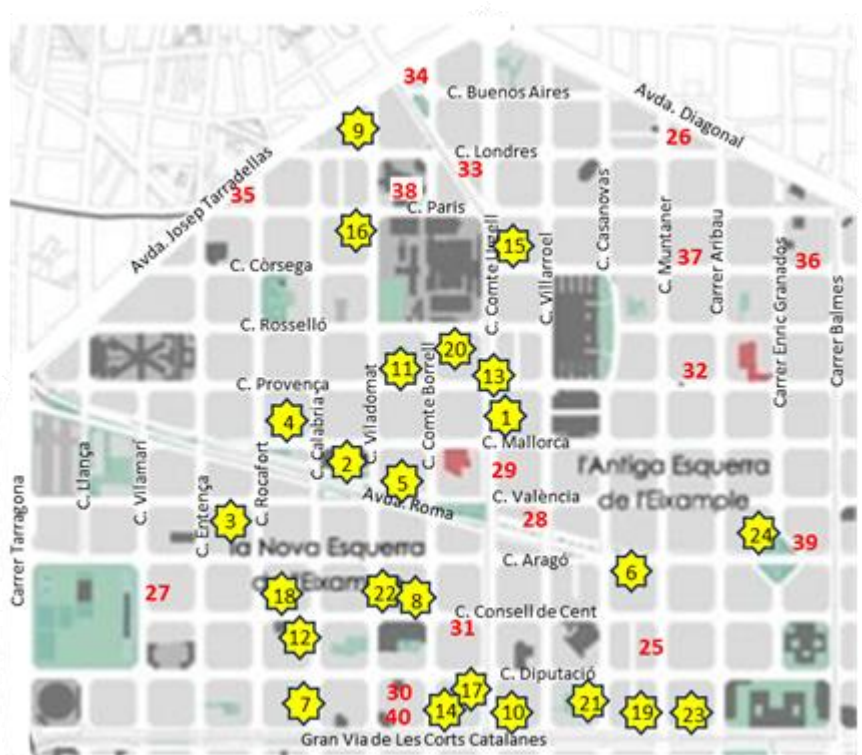 34
C. Buenos Aires
Avda. Diagonal
9
26
C. Londres
33
Avda. Josep Tarradellas
35
38
C. Paris
C. Casanovas
C. Muntaner
Carrer Aribau
16
15
C. Comte Urgell
C. Villarroel
37
36
C. Còrsega
Carrer Enric Granados
Carrer Balmes
C. Rosselló
20
11
13
32
C. Provença
C. Calabria
C. Viladomat
C. Comte Borrell
4
1
C. Mallorca
C. Llança
C. Vilamarí
C. Rocafort
2
29
l'Antiga Esquerra
5
C. València
de l'Eixample
Carrer Tarragona
C. Entença
3
Avda. Roma
28
24
39
la Nova Esquerra
C. Aragó
6
de l'Eixample
27
18
22
8
C. Consell de Cent
12
31
25
C. Diputació
7
30
17
21
40
14
10
19
23
Gran Via de Les Corts Catalanes